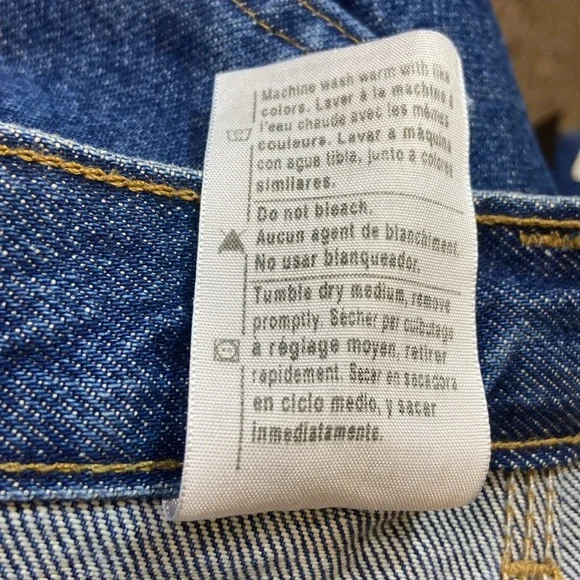 Machine wash warm with like
colors. Laver à la machine à
l'eau chaude avec les mêmes
couleurs. Lavar a máquina
con agua tibia, junto a colores
similares.
Do not bleach.
Aucun agent de blanchiment.
No usar blanqueador.
Tumble dry medium, remove
promptly. Sécher par culbutage
à réglage moyen, retirer
rapidement. Secar en secadora
en ciclo medio, y sacar
inmediatamente.